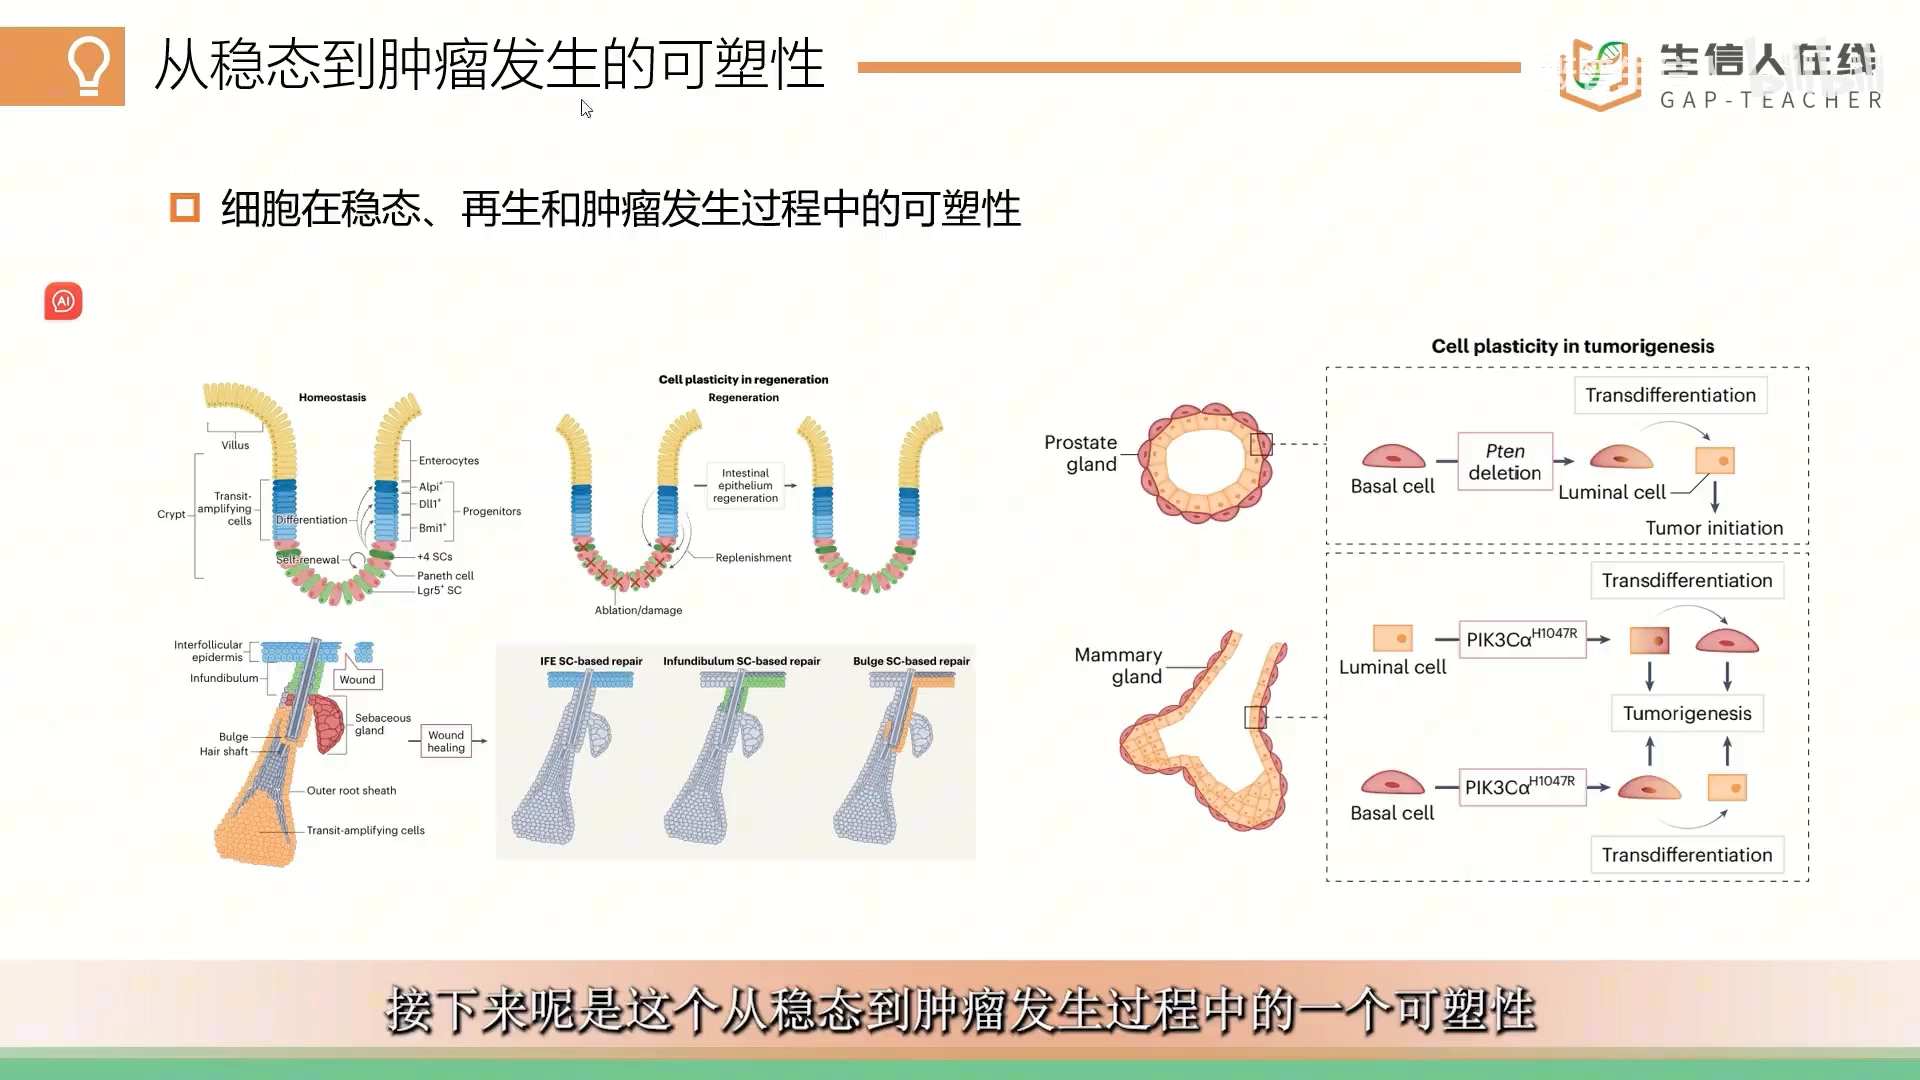 从稳态到肿瘤发生的可塑性
生信人在线
GAP-TEACHER
细胞在稳态、再生和肿瘤发生过程中的可塑性
AI
Homeostasis
Villus
Enterocytes
Alpi+
Dll1+
Bmi1+
Progenitors
Transit-
amplifying
cells
Crypt
Differentiation
Self-renewal
+4 SCs
Paneth cell
Lgr5+ SC
Cell plasticity in regeneration
Regeneration
Intestinal
epithelium
regeneration
Replenishment
Ablation/damage
Interfollicular
epidermis
Infundibulum
Wound
Sebaceous
gland
Bulge
Hair shaft
Outer root sheath
Transit-amplifying cells
Wound
healing
IFE SC-based repair
Infundibulum SC-based repair
Bulge SC-based repair
Cell plasticity in tumorigenesis
Prostate
gland
Transdifferentiation
Basal cell
Pten
deletion
Luminal cell
Tumor initiation
Mammary
gland
Transdifferentiation
Luminal cell
PIK3CαH1047R
Tumorigenesis
Basal cell
PIK3CαH1047R
Transdifferentiation
接下来呢是这个从稳态到肿瘤发生过程中的一个可塑性